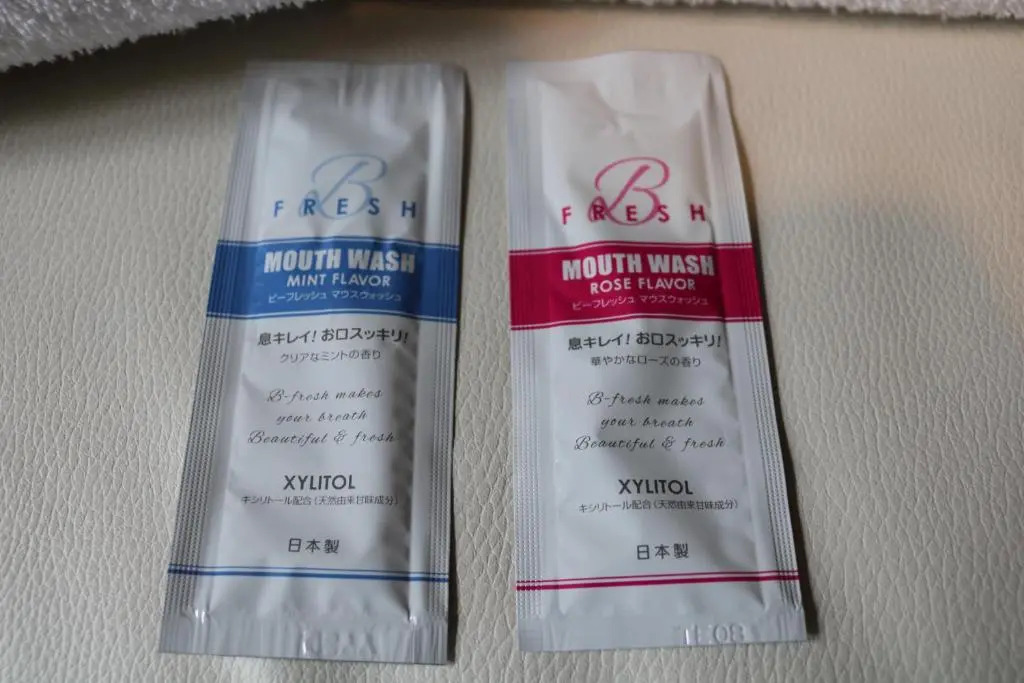 B
FRESH
MOUTH WASH
MINT FLAVOR
ビーフレッシュ マウスウォッシュ
息キレイ! お口スッキリ!
クリアなミントの香り
B-fresh makes
your breath
Beautiful & fresh
XYLITOL
キシリトール配合(天然由来甘味成分)
日本製
B
FRESH
MOUTH WASH
ROSE FLAVOR
ビーフレッシュ マウスウォッシュ
息キレイ! お口スッキリ!
華やかなローズの香り
B-fresh makes
your breath
Beautiful & fresh
XYLITOL
キシリトール配合(天然由来甘味成分)
日本製